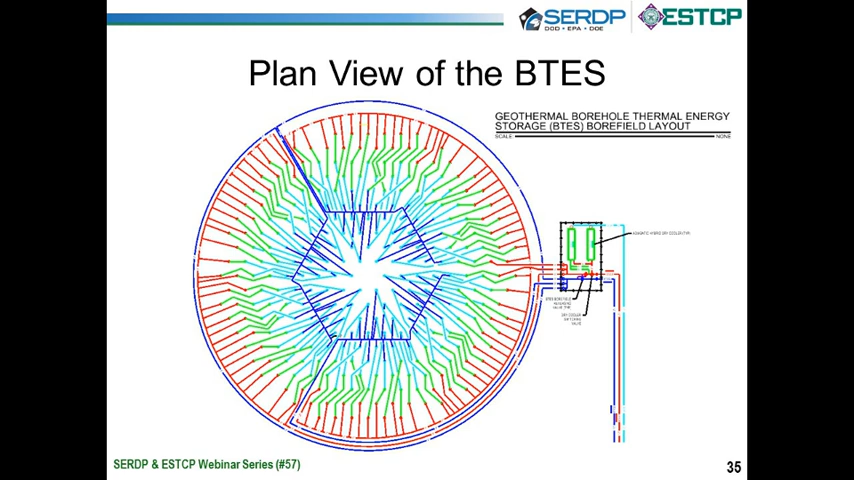 SERDP
DOD • EPA • DOE
ESTCP
Plan View of the BTES
GEOTHERMAL BOREHOLE THERMAL ENERGY
STORAGE (BTES) BOREFIELD LAYOUT
SCALE
NONE
SERDP & ESTCP Webinar Series (#57)
35